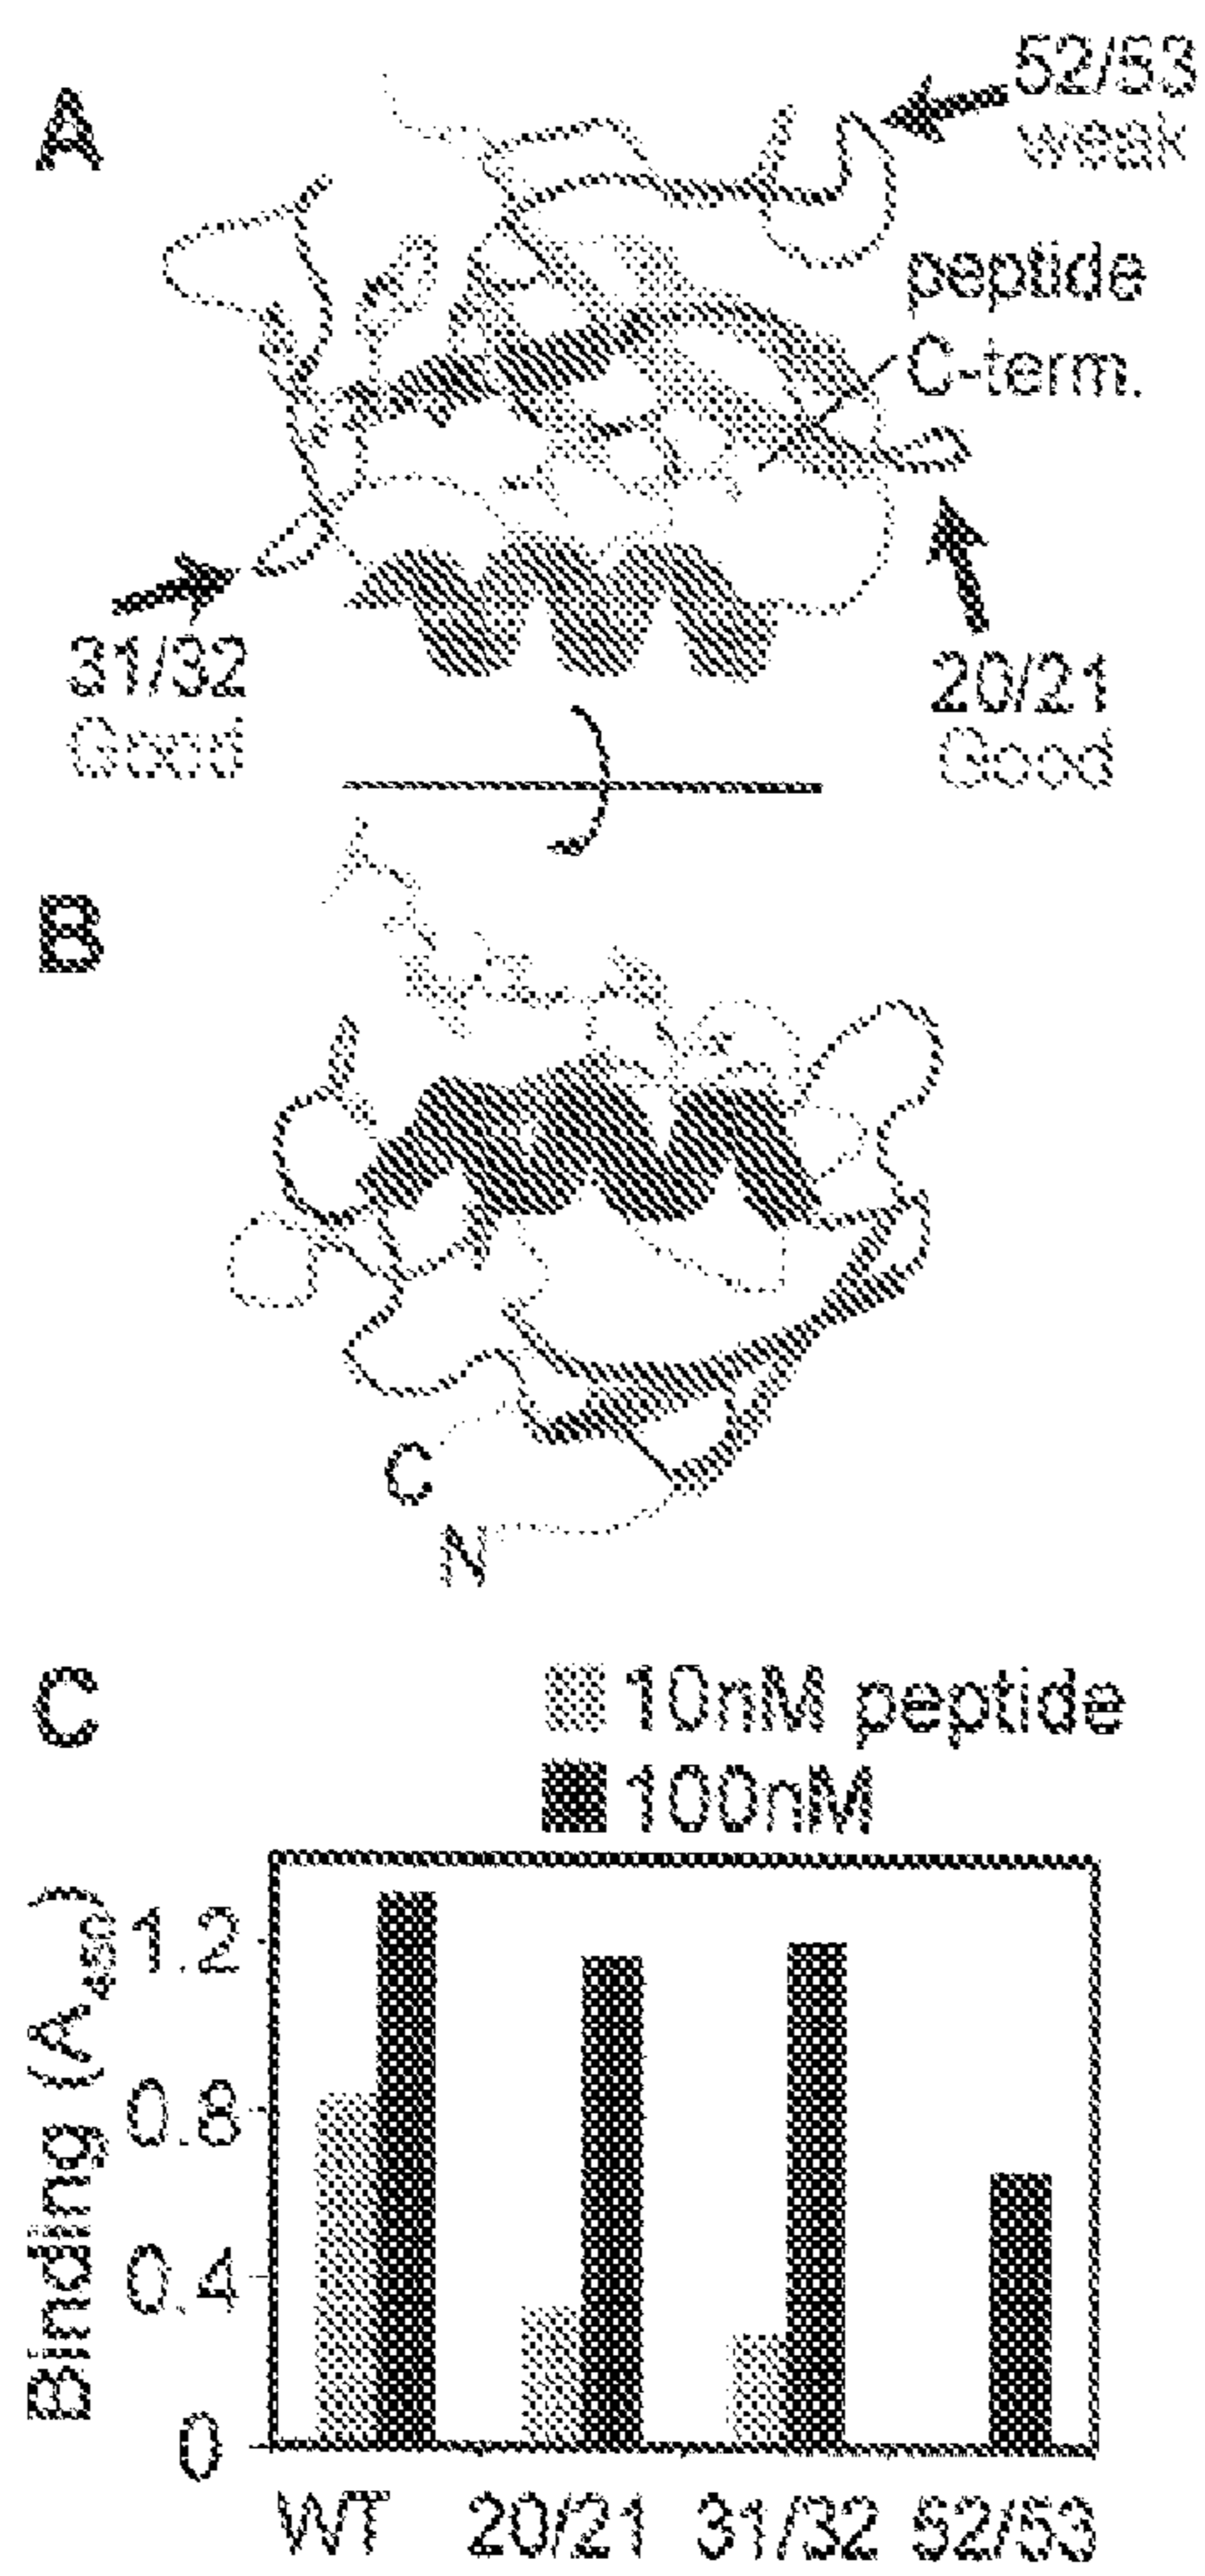 A
52/53
weak
peptide
C-term.
31/32
Good
20/21
Good
B
C
N
C
10nM peptide
100nM
Binding (A450)
1.2
0.8
0.4
0
WT 20/21 31/32 52/53